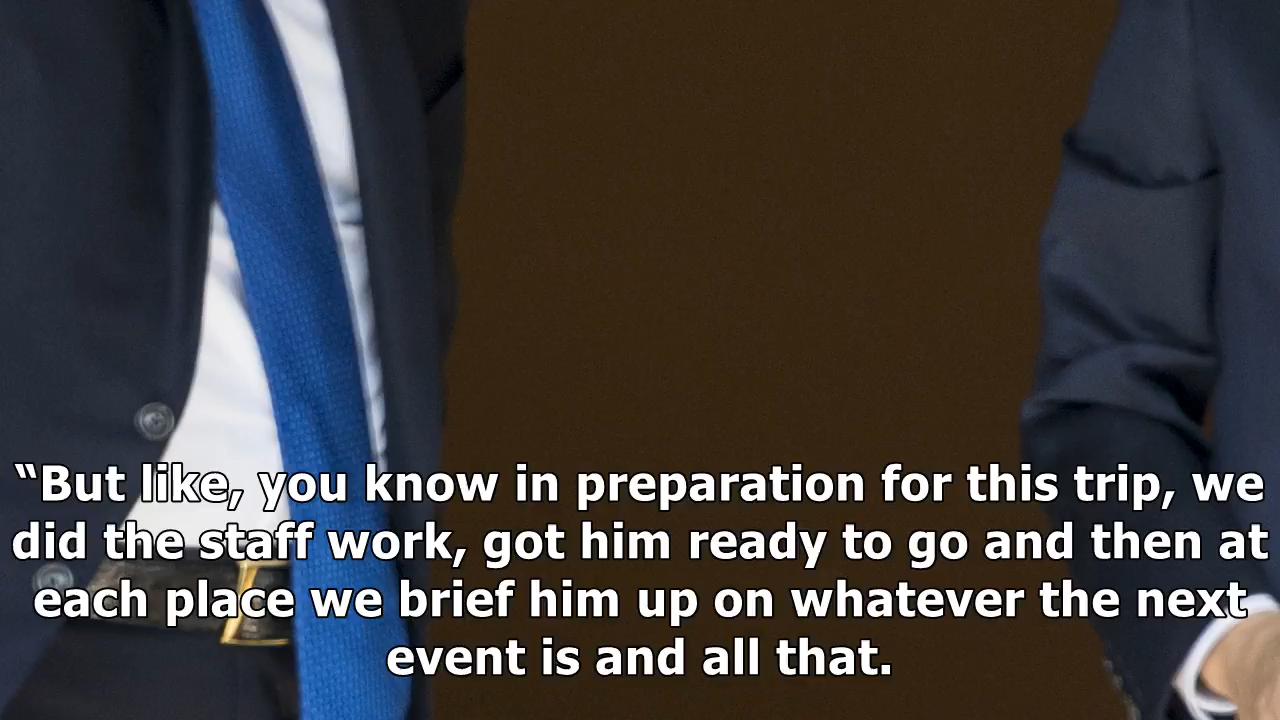 “But like, you know in preparation for this trip, we
did the staff work, got him ready to go and then at
each place we brief him up on whatever the next
event is and all that.